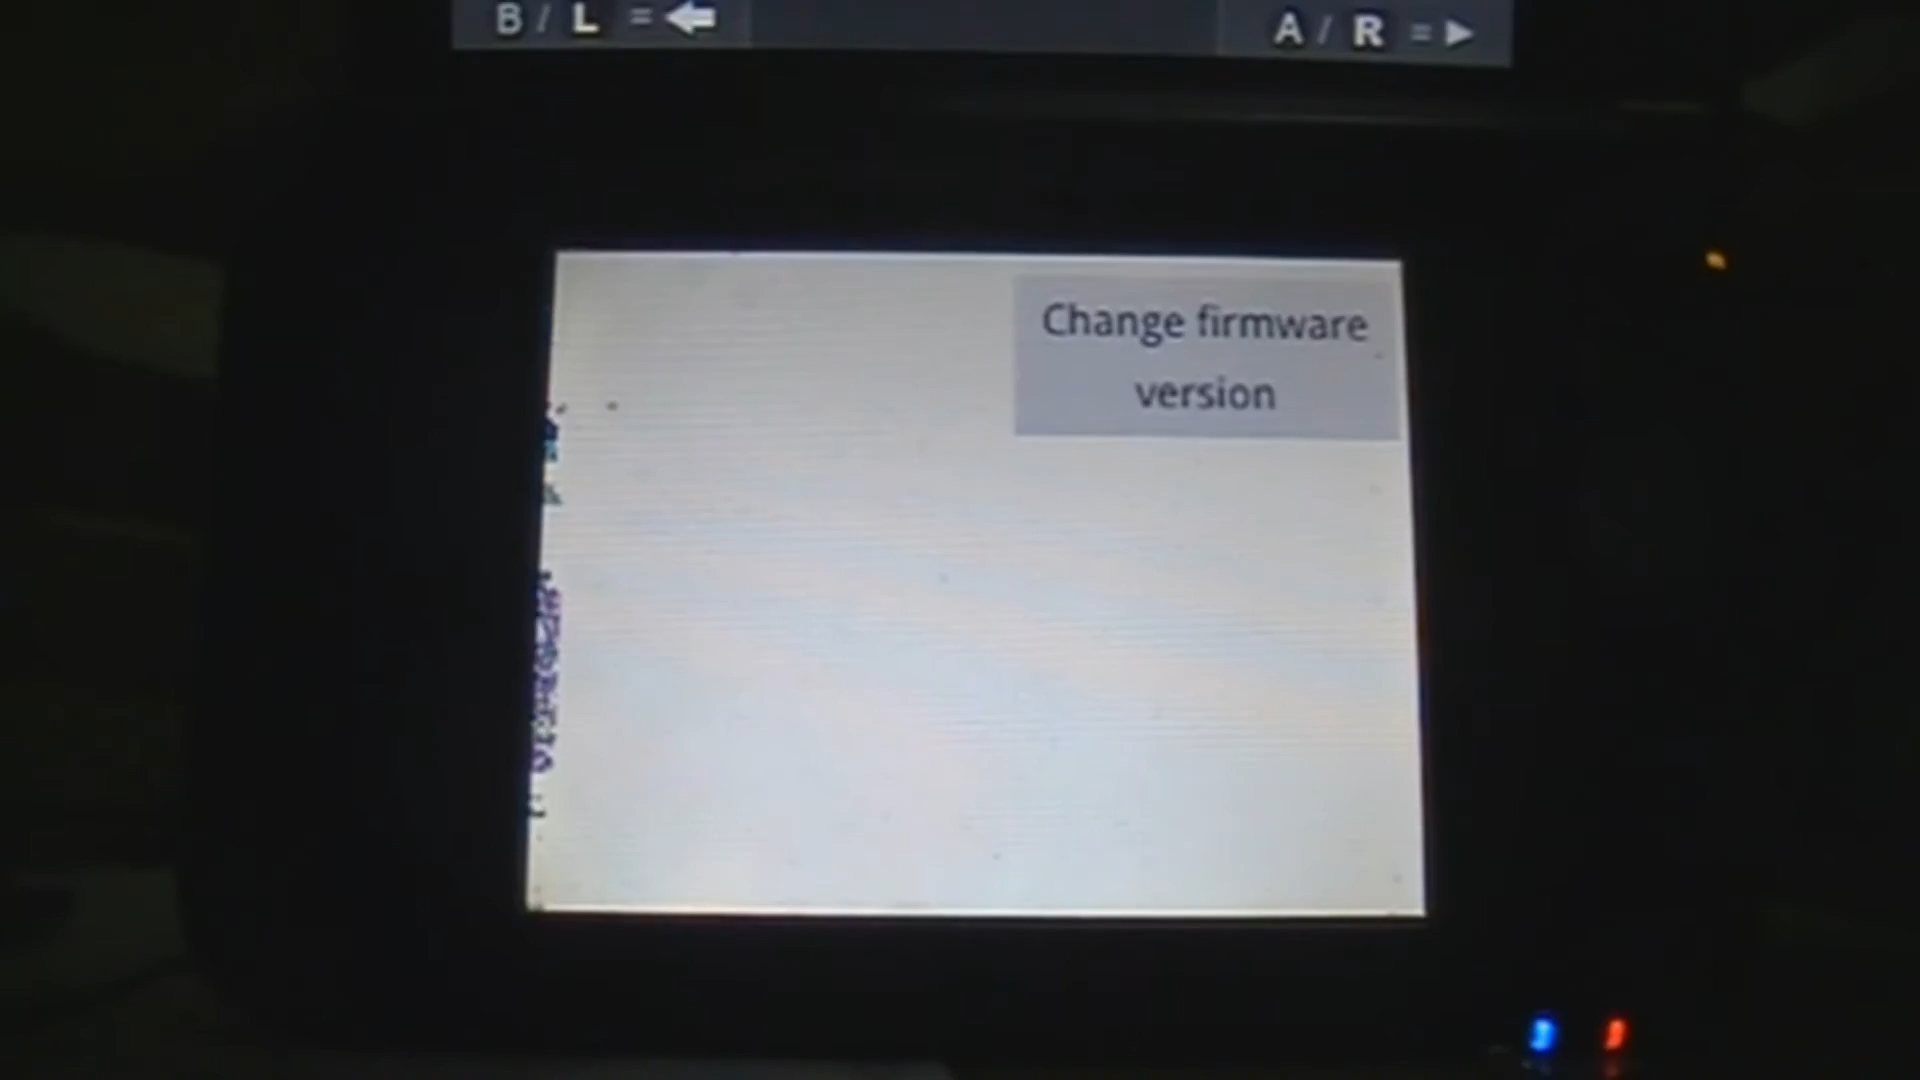 B / L = ⬅
A / R = ▶
Change firmware
version